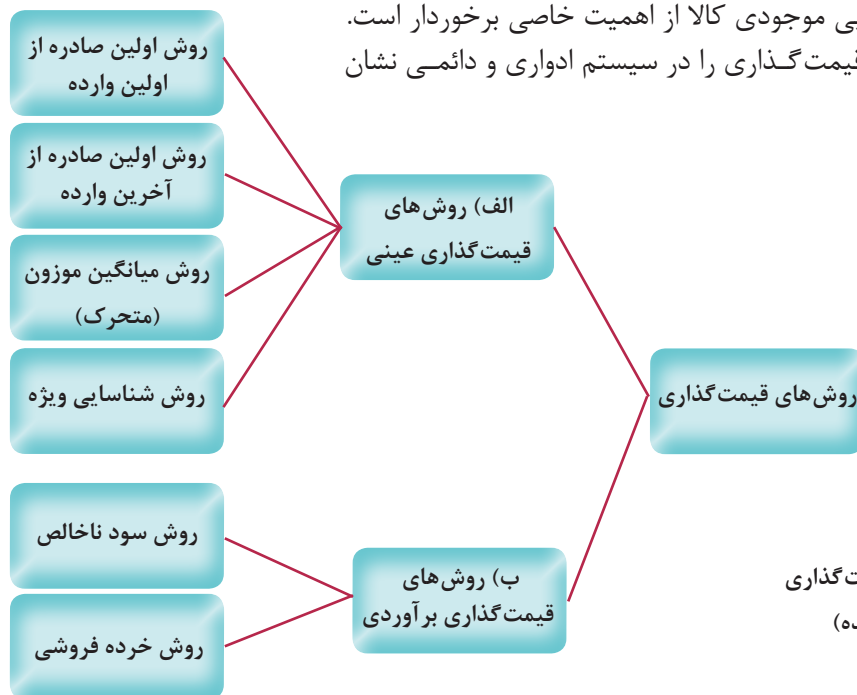 موجودی کالا از اهمیت خاصی برخوردار است.
قیمت‌گذاری را در سیستم ادواری و دائمی نشان
روش‌های قیمت‌گذاری
الف) روش‌های
قیمت‌گذاری عینی
روش اولین صادره از
اولین وارده
روش اولین صادره از
آخرین وارده
روش میانگین موزون
(متحرک)
روش شناسایی ویژه
ب) روش‌های
قیمت‌گذاری برآوردی
روش سود ناخالص
روش خرده فروشی